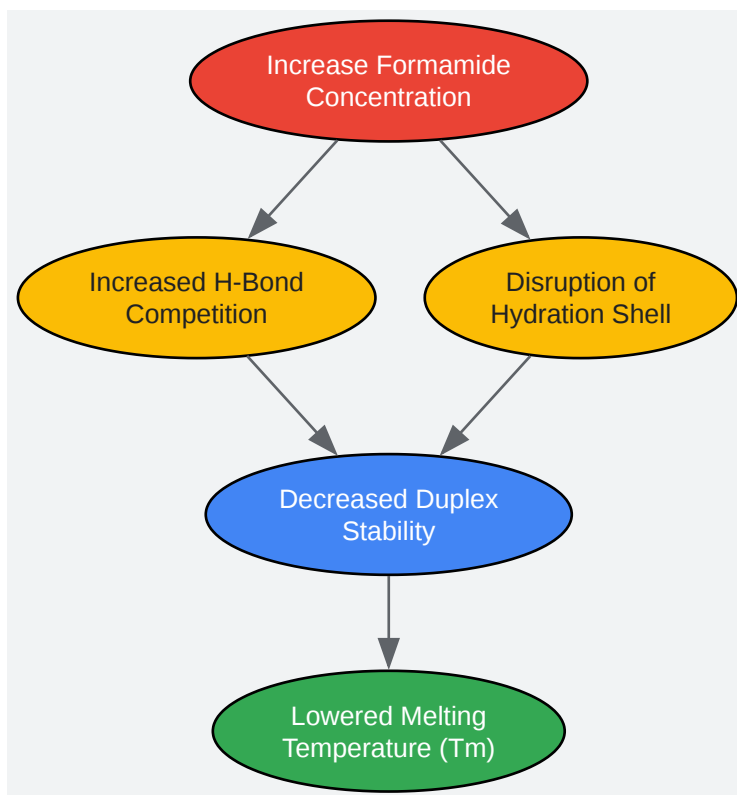 Increase Formamide
Concentration
Increased H-Bond
Competition
Disruption of
Hydration Shell
Decreased Duplex
Stability
Lowered Melting
Temperature (Tm)